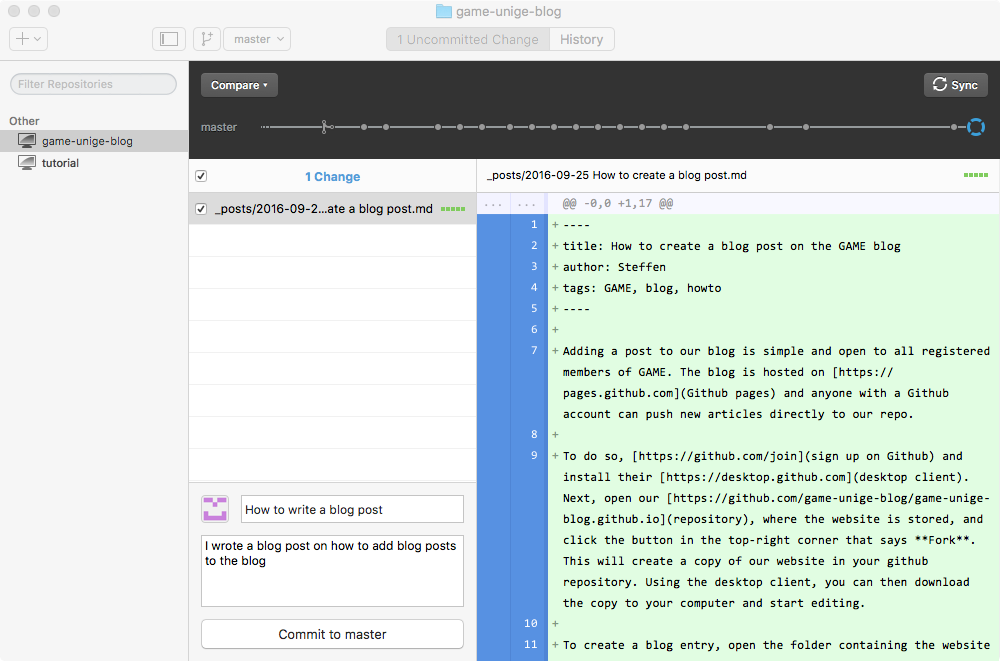 game-unige-blog
master
1 Uncommitted Change
History
Filter Repositories
Other
game-unige-blog
tutorial
Compare
Sync
master
1 Change
_posts/2016-09-2...ate a blog post.md
How to write a blog post
I wrote a blog post on how to add blog posts
to the blog
Commit to master
_posts/2016-09-25 How to create a blog post.md
... ... @@ -0,0 +1,17 @@
1 +----
2 +title: How to create a blog post on the GAME blog
3 +author: Steffen
4 +tags: GAME, blog, howto
5 +----
6 +
7 +Adding a post to our blog is simple and open to all registered
members of GAME. The blog is hosted on [https://
pages.github.com](Github pages) and anyone with a Github
account can push new articles directly to our repo.
8 +
9 +To do so, [https://github.com/join](sign up on Github) and
install their [https://desktop.github.com](desktop client).
Next, open our [https://github.com/game-unige-blog/game-unige-
blog.github.io](repository), where the website is stored, and
click the button in the top-right corner that says **Fork**.
This will create a copy of our website in your github
repository. Using the desktop client, you can then download
the copy to your computer and start editing.
10 +
11 +To create a blog entry, open the folder containing the website